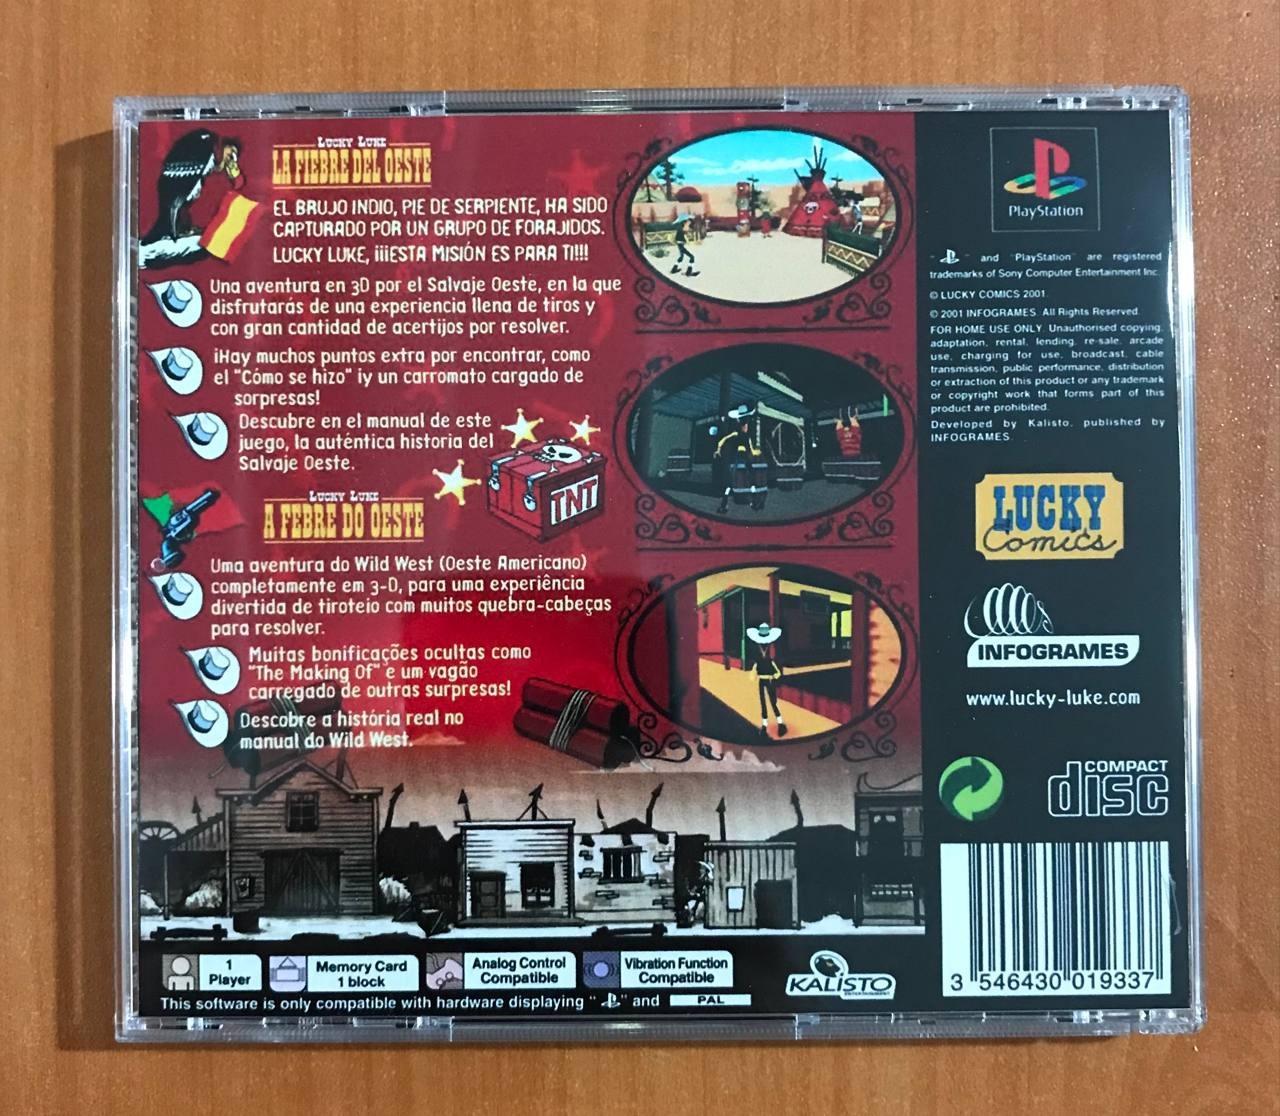 LUCKY LUKE
LA FIEBRE DEL OESTE
EL BRUJO INDIO, PIE DE SERPIENTE, HA SIDO
CAPTURADO POR UN GRUPO DE FORAJIDOS.
LUCKY LUKE, ¡¡¡ESTA MISIÓN ES PARA TI!!!
Una aventura en 3D por el Salvaje Oeste, en la que
disfrutarás de una experiencia llena de tiros y
con gran cantidad de acertijos por resolver.
¡Hay muchos puntos extra por encontrar, como
el "Cómo se hizo" ¡y un carromato cargado de
sorpresas!
Descubre en el manual de este
juego, la auténtica historia del
Salvaje Oeste.
TNT
LUCKY LUKE
A FEBRE DO OESTE
Uma aventura do Wild West (Oeste Americano)
completamente em 3-D, para uma experiência
divertida de tiroteio com muitos quebra-cabeças
para resolver.
Muitas bonificações ocultas como
"The Making Of" e um vagão
carregado de outras surpresas!
Descobre a história real no
manual do Wild West.
1
Player
Memory Card
1 block
Analog Control
Compatible
Vibration Function
Compatible
This software is only compatible with hardware displaying " " and PAL
KALISTO
ENTERTAINMENT
PlayStation
" " and "PlayStation" are registered
trademarks of Sony Computer Entertainment Inc.
© LUCKY COMICS 2001.
© 2001 INFOGRAMES. All Rights Reserved.
FOR HOME USE ONLY. Unauthorised copying,
adaptation, rental, lending, re-sale, arcade
use, charging for use, broadcast, cable
transmission, public performance, distribution
or extraction of this product or any trademark
or copyright work that forms part of this
product are prohibited.
Developed by Kalisto, published by
INFOGRAMES.
LUCKY
Comics
INFOGRAMES
www.lucky-luke.com
COMPACT
disc
3 546430 019337